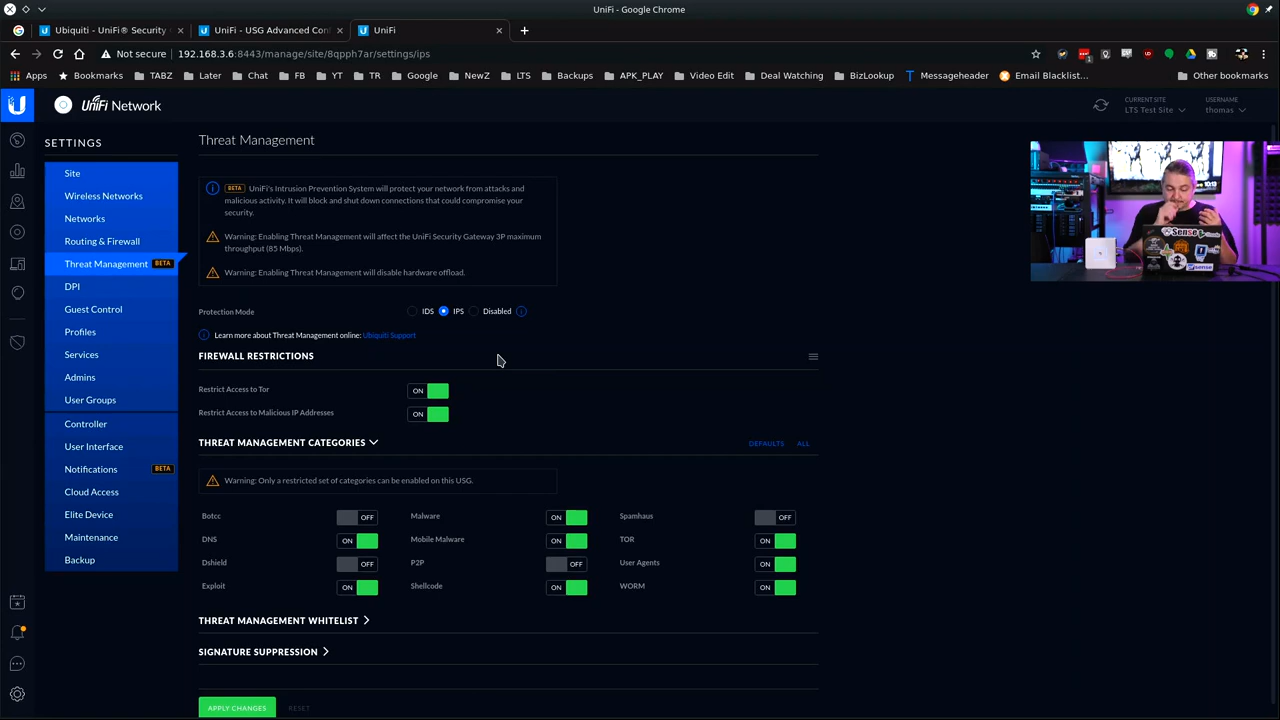 UniFi - Google Chrome
Ubiquiti - UniFi® Security
UniFi - USG Advanced Con
UniFi
Not secure
192.168.3.6:8443/manage/site/8qpph7ar/settings/ips
Apps
Bookmarks
TABZ
Later
Chat
FB
YT
TR
Google
NewZ
LTS
Backups
APK_PLAY
Video Edit
Deal Watching
BizLookup
Messageheader
Email Blacklist...
Other bookmarks
UniFi Network
CURRENT SITE
LTS Test Site
USERNAME
thomas
SETTINGS
Site
Wireless Networks
Networks
Routing & Firewall
Threat Management BETA
DPI
Guest Control
Profiles
Services
Admins
User Groups
Controller
User Interface
Notifications BETA
Cloud Access
Elite Device
Maintenance
Backup
Threat Management
BETA UniFi's Intrusion Prevention System will protect your network from attacks and
malicious activity. It will block and shut down connections that could compromise your
security.
Warning: Enabling Threat Management will affect the UniFi Security Gateway 3P maximum
throughput (85 Mbps).
Warning: Enabling Threat Management will disable hardware offload.
Protection Mode IDS IPS Disabled
Learn more about Threat Management online: Ubiquiti Support
FIREWALL RESTRICTIONS
Restrict Access to Tor ON
Restrict Access to Malicious IP Addresses ON
THREAT MANAGEMENT CATEGORIES DEFAULTS ALL
Warning: Only a restricted set of categories can be enabled on this USG.
Botcc OFF Malware ON Spamhaus OFF
DNS ON Mobile Malware ON TOR ON
Dshield OFF P2P OFF User Agents ON
Exploit ON Shellcode ON WORM ON
THREAT MANAGEMENT WHITELIST
SIGNATURE SUPPRESSION
APPLY CHANGES RESET